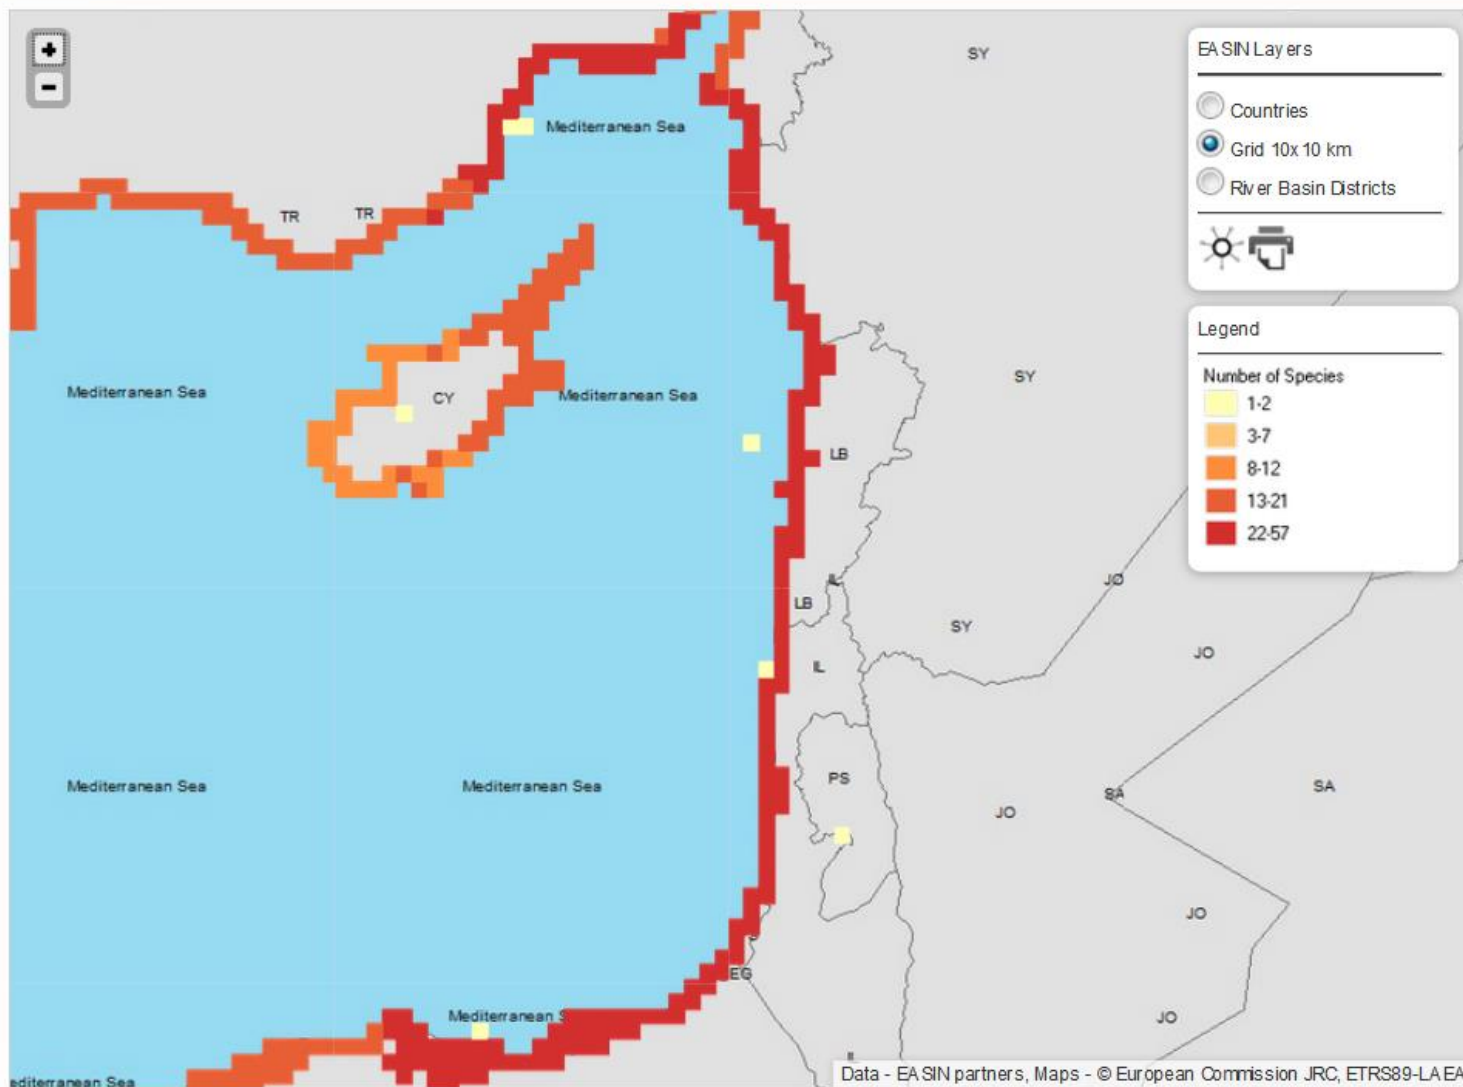 +
-
SY
EASIN Layers
Countries
Grid 10x10 km
River Basin Districts
Mediterranean Sea
TR
TR
Legend
Number of Species
1-2
3-7
8-12
13-21
22-57
SY
Mediterranean Sea
CY
Mediterranean Sea
LB
IL
JO
LB
SY
JO
IL
Mediterranean Sea
Mediterranean Sea
PS
SA
SA
JO
JO
EG
Mediterranean S
JO
IL
Data - EASIN partners, Maps - © European Commission JRC, ETRS89-LAEA
editerranean Sea